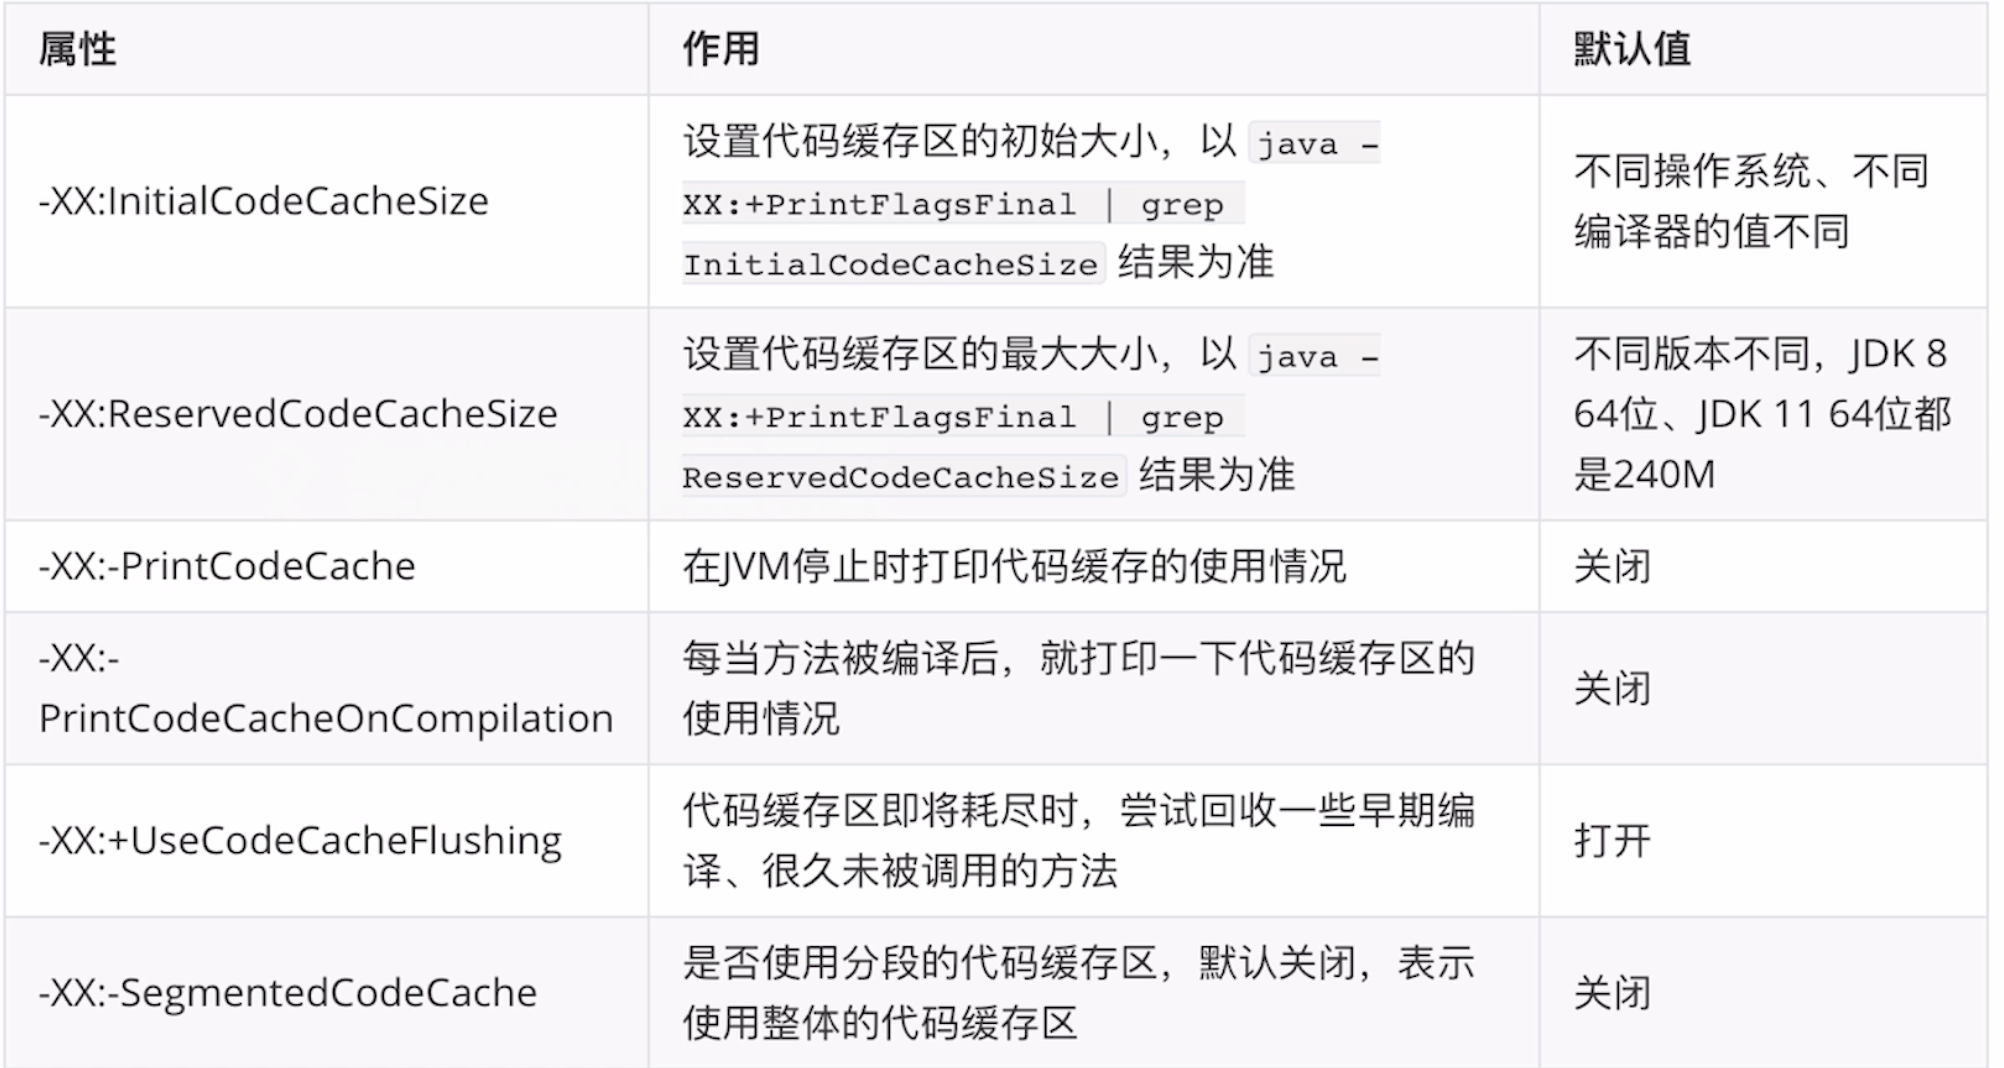 属性 作用 默认值
-XX:InitialCodeCacheSize
设置代码缓存区的初始大小，以 java -
XX:+PrintFlagsFinal | grep
InitialCodeCacheSize 结果为准
不同操作系统、不同
编译器的值不同
-XX:ReservedCodeCacheSize
设置代码缓存区的最大大小，以 java -
XX:+PrintFlagsFinal | grep
ReservedCodeCacheSize 结果为准
不同版本不同，JDK 8
64位、JDK 11 64位都
是240M
-XX:-PrintCodeCache
在JVM停止时打印代码缓存的使用情况
关闭
-XX:-
PrintCodeCacheOnCompilation
每当方法被编译后，就打印一下代码缓存区的
使用情况
关闭
-XX:+UseCodeCacheFlushing
代码缓存区即将耗尽时，尝试回收一些早期编
译、很久未被调用的方法
打开
-XX:-SegmentedCodeCache
是否使用分段的代码缓存区，默认关闭，表示
使用整体的代码缓存区
关闭